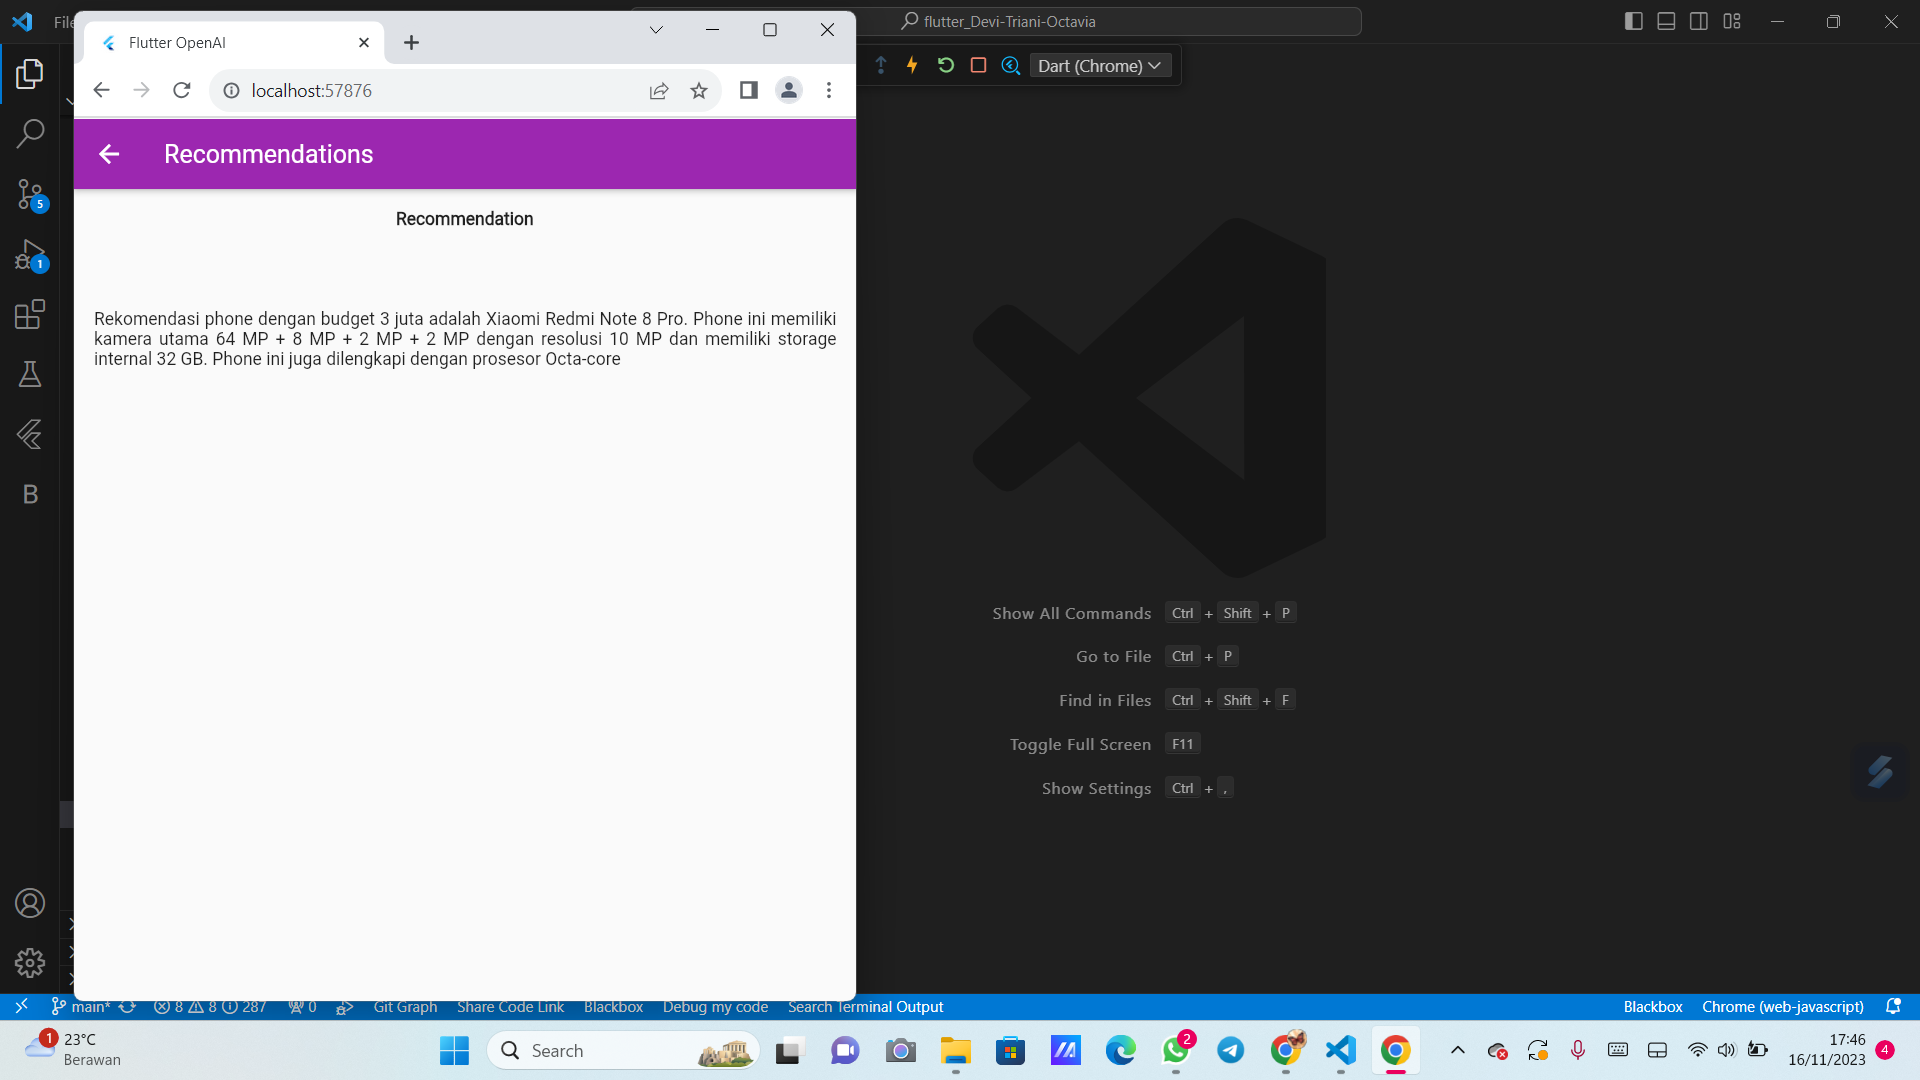 File
flutter_Devi-Triani-Octavia
Flutter OpenAI
localhost:57876
Dart (Chrome)
Recommendations
Recommendation
Rekomendasi phone dengan budget 3 juta adalah Xiaomi Redmi Note 8 Pro. Phone ini memiliki
kamera utama 64 MP + 8 MP + 2 MP + 2 MP dengan resolusi 10 MP dan memiliki storage
internal 32 GB. Phone ini juga dilengkapi dengan prosesor Octa-core
5
1
B
Show All Commands Ctrl + Shift + P
Go to File Ctrl + P
Find in Files Ctrl + Shift + F
Toggle Full Screen F11
Show Settings Ctrl + ,
main* 8 8 287 0 Git Graph Share Code Link Blackbox Debug my code Search Terminal Output Blackbox Chrome (web-javascript)
1
23°C
Berawan
Search
2
17:46
16/11/2023
4